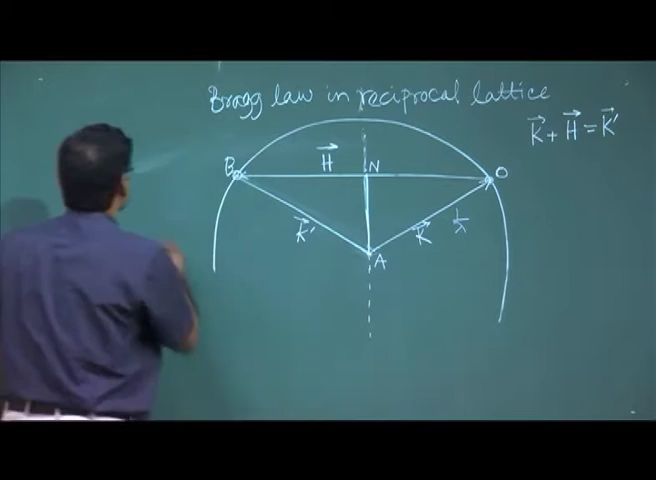 Bragg law in reciprocal lattice
K⃗ + H⃗ = K⃗'
B
H⃗
N
O
K⃗'
K⃗
1/λ
A